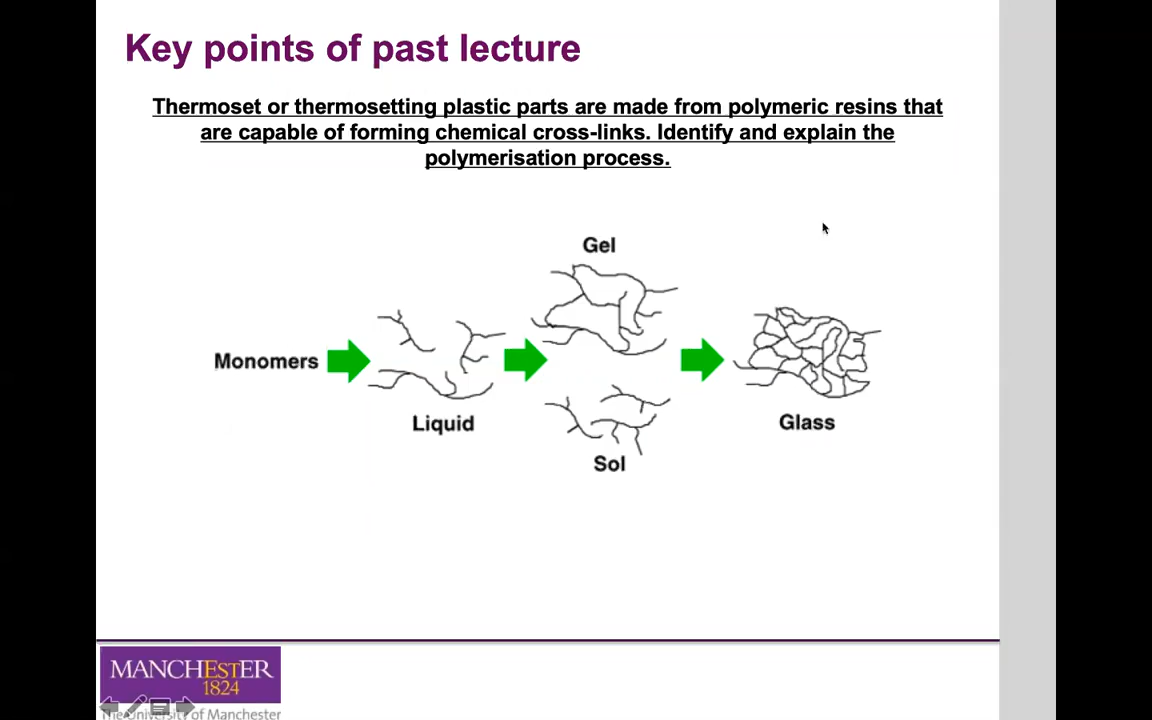 Key points of past lecture
Thermoset or thermosetting plastic parts are made from polymeric resins that
are capable of forming chemical cross-links. Identify and explain the
polymerisation process.
Gel
Monomers
Liquid
Glass
Sol
MANCHESTER
1824
The University of Manchester